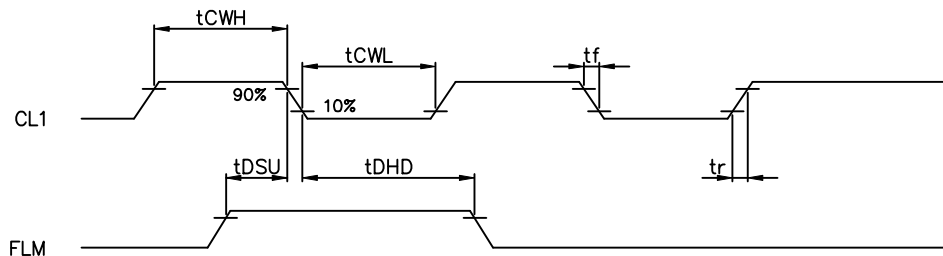 tCWH
tCWL
tf
90%
10%
CL1
tDSU
tDHD
tr
FLM